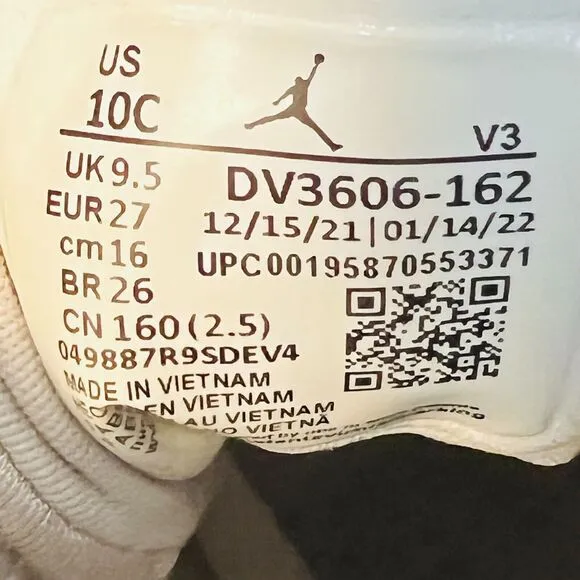 US
10C
V3
UK 9.5
DV3606-162
EUR 27
12/15/21 | 01/14/22
cm 16
UPC 00195870553371
BR 26
CN 160 (2.5)
049887R9SDEV4
MADE IN VIETNAM
EN VIETNAM
AU VIETNAM
VIETNÃ